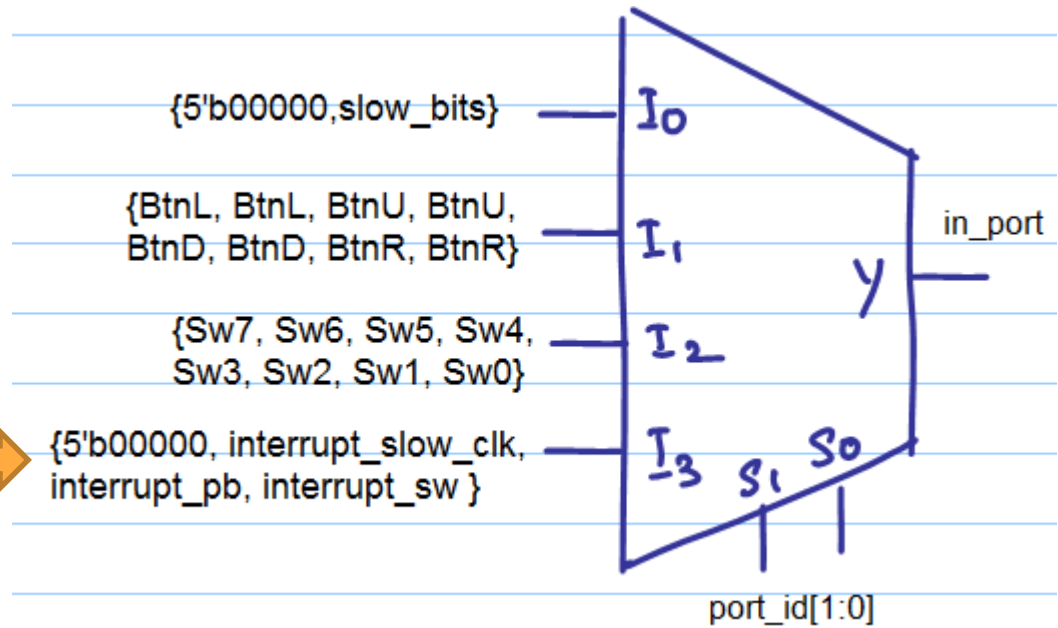 {5'b00000,slow_bits}
I0
{BtnL, BtnL, BtnU, BtnU,
BtnD, BtnD, BtnR, BtnR}
I1
in_port
Y
{Sw7, Sw6, Sw5, Sw4,
Sw3, Sw2, Sw1, Sw0}
I2
{5'b00000, interrupt_slow_clk,
interrupt_pb, interrupt_sw }
I3
S1
S0
port_id[1:0]